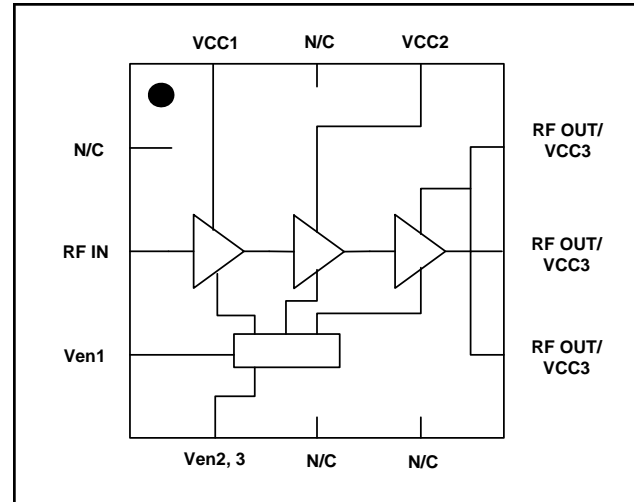 VCC1 N/C VCC2
N/C
RF OUT/
VCC3
RF IN
RF OUT/
VCC3
Ven1
RF OUT/
VCC3
Ven2, 3 N/C N/C